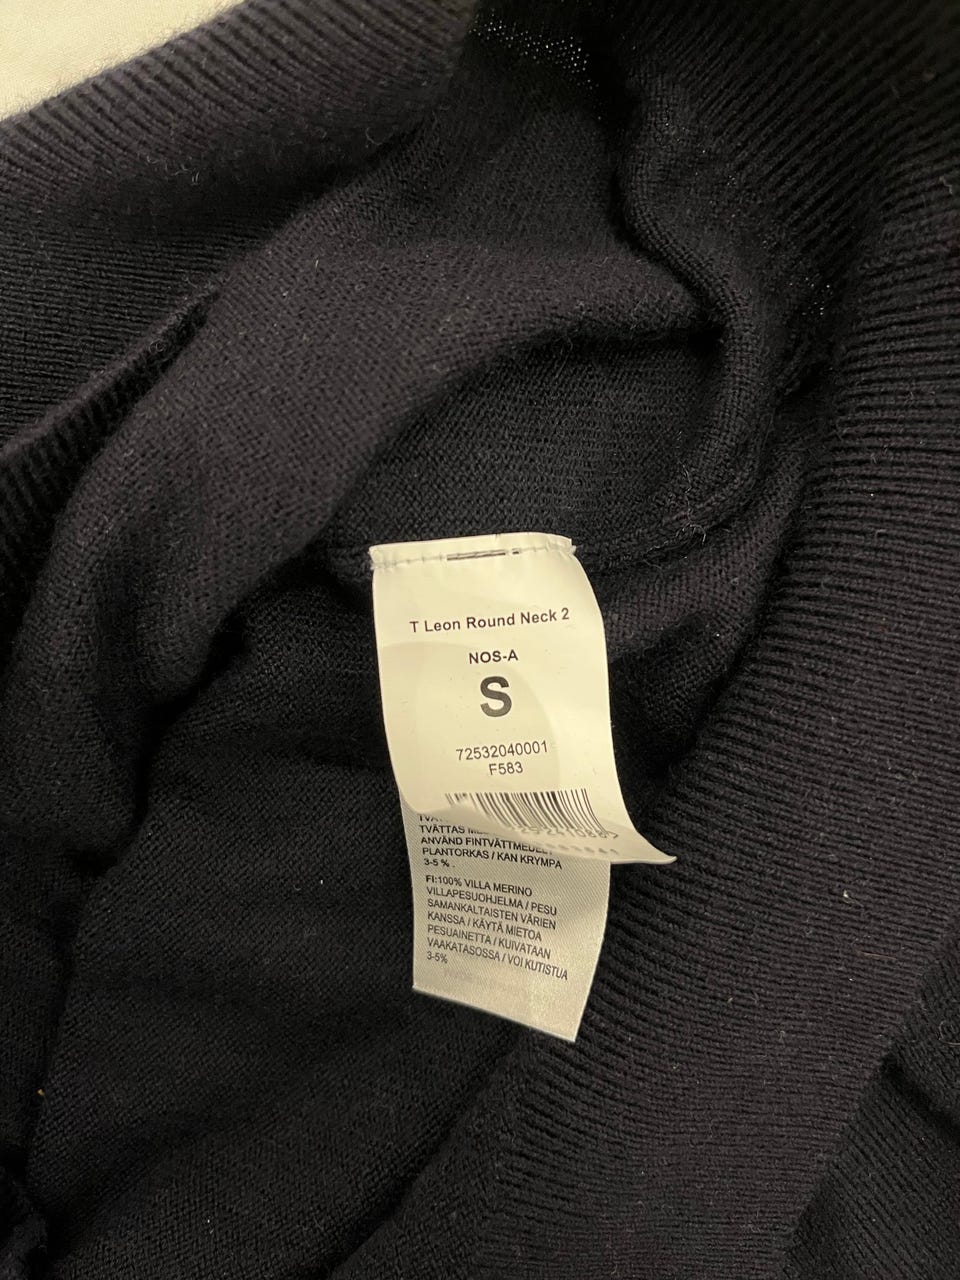 T Leon Round Neck 2
NOS-A
S
72532040001
F583
TVÄTTAS
ANVÄND FINTVÄTTMEDEL
PLANTORKAS / KAN KRYMPA
3-5 % .
FI:100% VILLA MERINO
VILLAPESUOHJELMA / PESU
SAMANKALTAISTEN VÄRIEN
KANSSA / KÄYTÄ MIETOA
PESUAINETTA / KUIVATAAN
VAAKATASOSSA / VOI KUTISTUA
3-5%